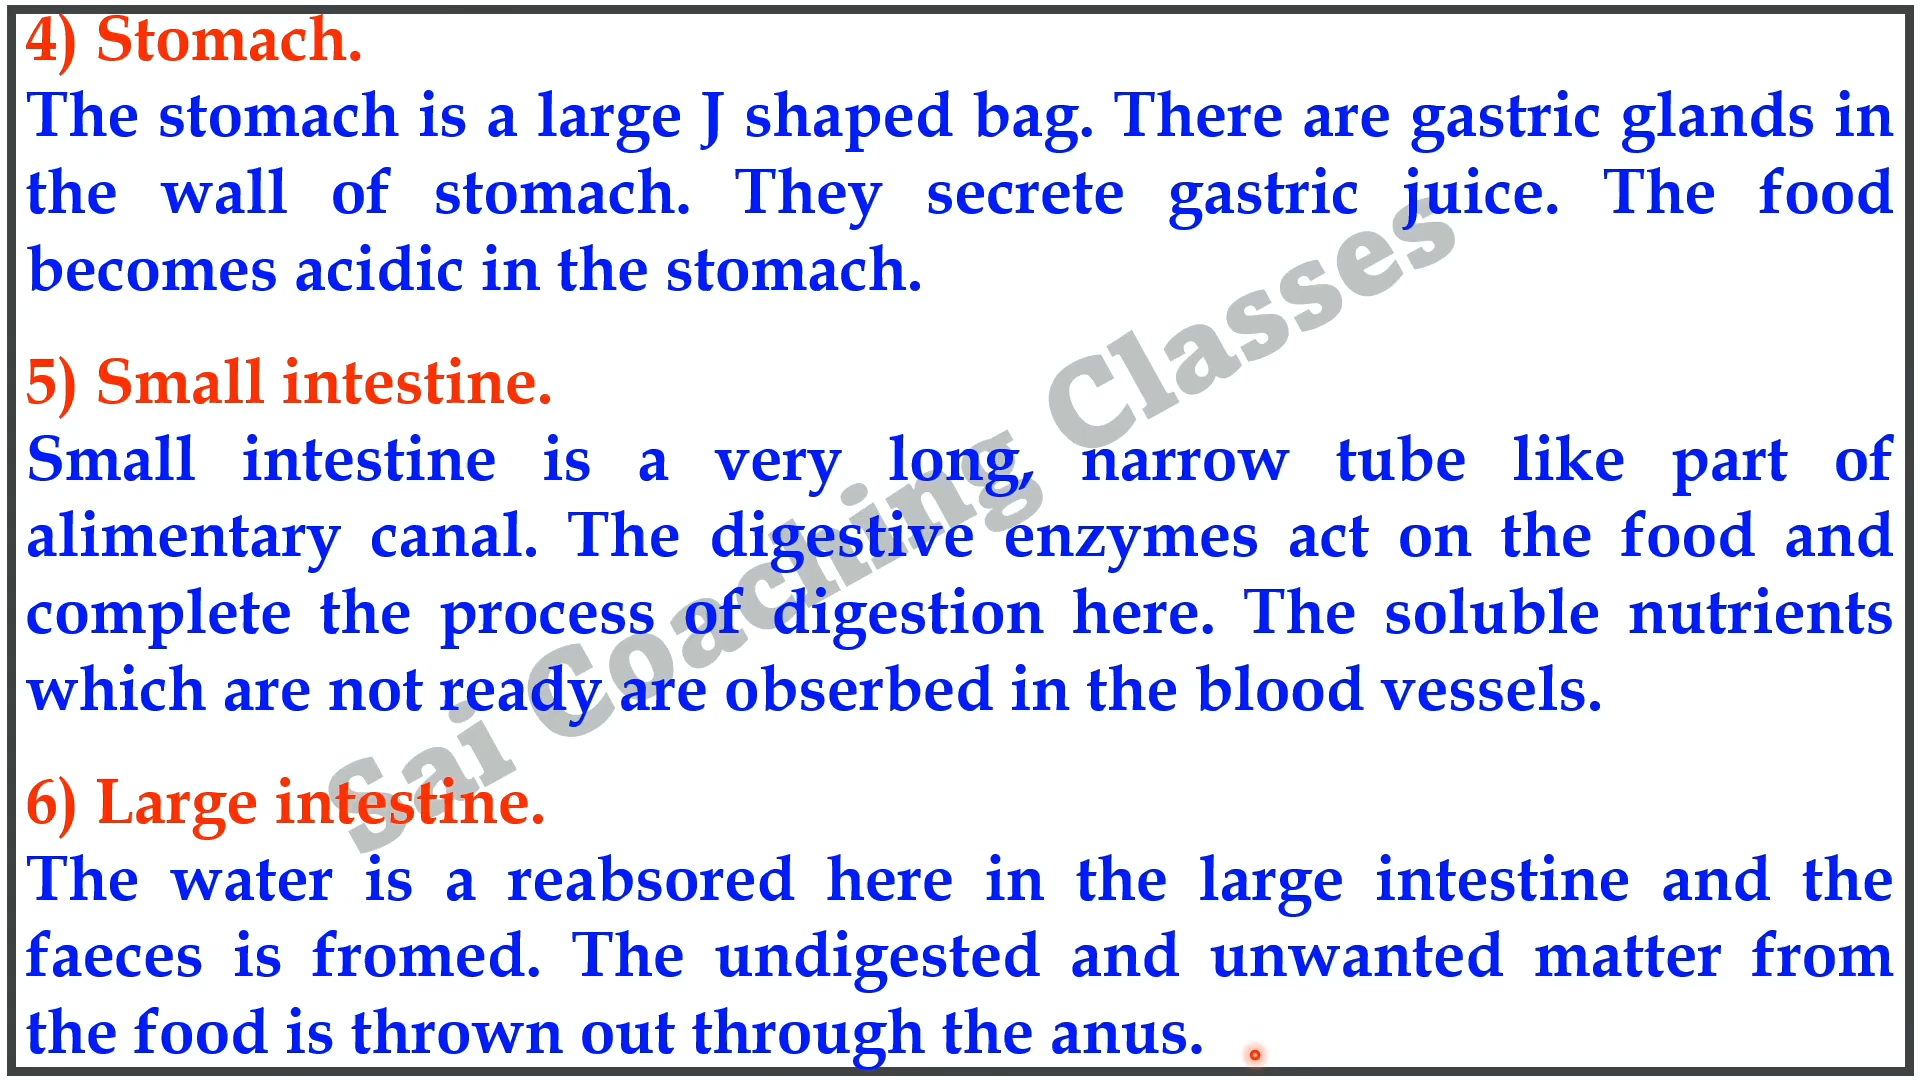 4) Stomach.
The stomach is a large J shaped bag. There are gastric glands in
the wall of stomach. They secrete gastric juice. The food
becomes acidic in the stomach.
5) Small intestine.
Small intestine is a very long, narrow tube like part of
alimentary canal. The digestive enzymes act on the food and
complete the process of digestion here. The soluble nutrients
which are not ready are obserbed in the blood vessels.
6) Large intestine.
The water is a reabsored here in the large intestine and the
faeces is fromed. The undigested and unwanted matter from
the food is thrown out through the anus.
Sai Coaching Classes